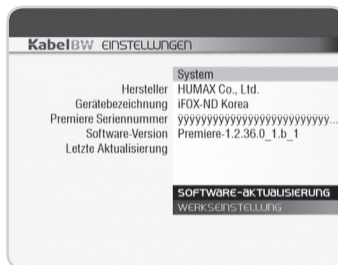 KabelBW EINSTELLUNGEN
System
Hersteller HUMAX Co., Ltd.
Gerätebezeichnung iFOX-ND Korea
Premiere Seriennummer ÿÿÿÿÿÿÿÿÿÿÿÿÿÿÿÿÿÿÿÿÿÿÿÿÿÿ...
Software-Version Premiere-1.2.36.0_1.b_1
Letzte Aktualisierung
SOFTWARE-AKTUALISIERUNG
WERKSEINSTELLUNG